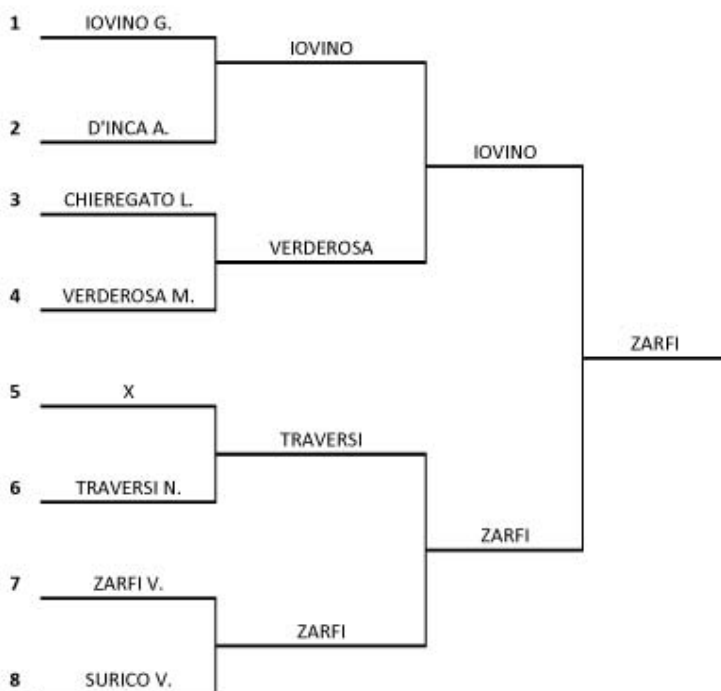 1 IOVINO G.
IOVINO
2 D'INCA A.
IOVINO
3 CHIEREGATO L.
VERDEROSA
4 VERDEROSA M.
ZARFI
5 X
TRAVERSI
6 TRAVERSI N.
ZARFI
7 ZARFI V.
ZARFI
8 SURICO V.